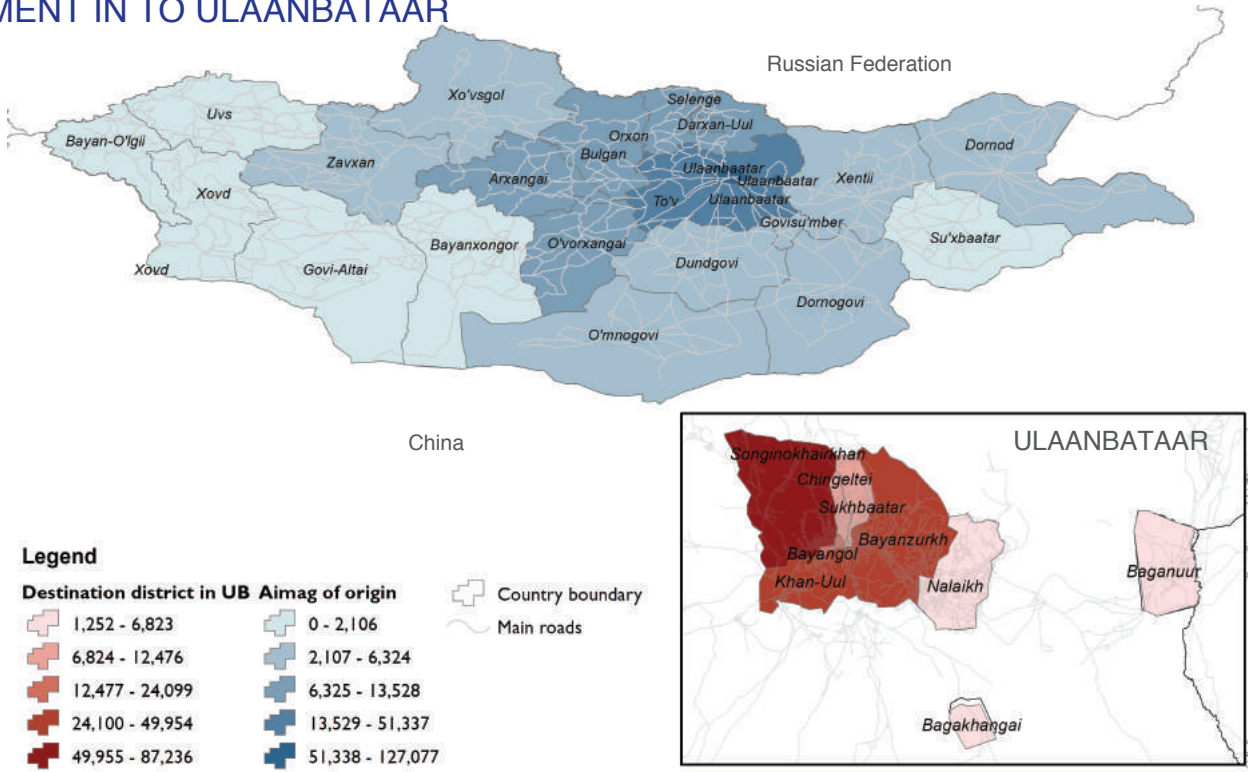 MENT IN TO ULAANBATAAR
Russian Federation
Xo'vsgol
Selenge
Uvs
Darxan-Uul
Bayan-O'lgii
Orxon
Dornod
Bulgan
Zavxan
Ulaanbaatar
Arxangai
Ulaanbaatar
Xentii
Xovd
To'v
Ulaanbaatar
Govisu'mber
Bayanxongor
O'vorxangai
Su'xbaatar
Xovd
Govi-Altai
Dundgovi
Dornogovi
O'mnogovi
China
ULAANBATAAR
Songinokhairkhan
Chingeltei
Sukhbaatar
Bayanzurkh
Bayangol
Khan-Uul
Nalaikh
Baganuur
Bagakhangai
Legend
Destination district in UB
1,252 - 6,823
6,824 - 12,476
12,477 - 24,099
24,100 - 49,954
49,955 - 87,236
Aimag of origin
0 - 2,106
2,107 - 6,324
6,325 - 13,528
13,529 - 51,337
51,338 - 127,077
Country boundary
Main roads